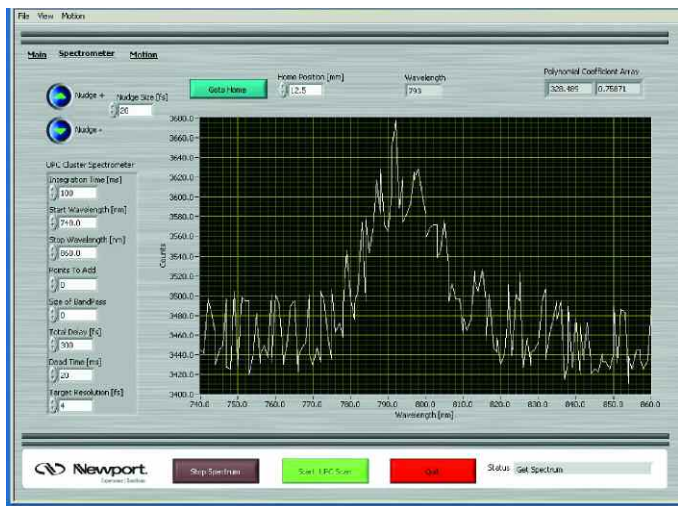 File View Motion
Main Spectrometer Motion
Nudge +
Nudge Size [fs]
20
Nudge -
Goto Home
Home Position [mm]
12.5
Wavelength
793
Polynomial Coefficient Array
328.485 0.75871
UPC Cluster Spectrometer
Integration Time [ms]
100
Start Wavelength [nm]
740.0
Stop Wavelength [nm]
860.0
Points To Add
0
Size of BandPass
0
Total Delay [fs]
300
Dead Time [ms]
20
Target Resolution [fs]
4
Counts
3680.0
3660.0
3640.0
3620.0
3600.0
3580.0
3560.0
3540.0
3520.0
3500.0
3480.0
3460.0
3440.0
3420.0
3400.0
740.0 750.0 760.0 770.0 780.0 790.0 800.0 810.0 820.0 830.0 840.0 850.0 860.0
Wavelength [nm]
Newport.
Stop Spectrum
Start UPC Scan
Quit
Status Get Spectrum